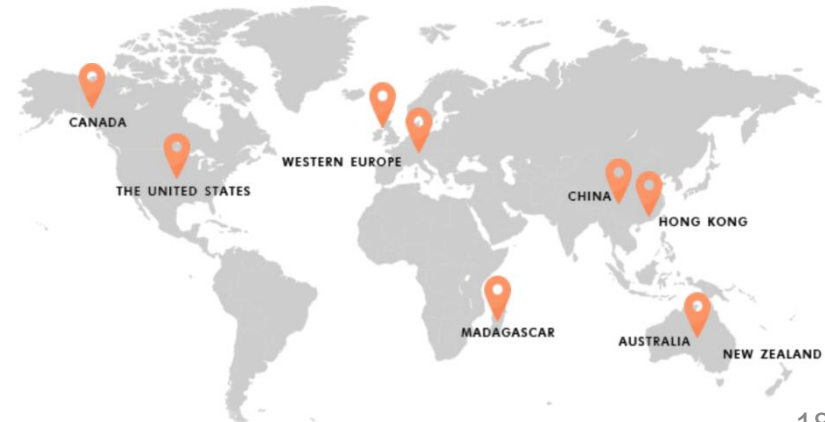 CANADA
THE UNITED STATES
WESTERN EUROPE
CHINA
HONG KONG
MADAGASCAR
AUSTRALIA
NEW ZEALAND